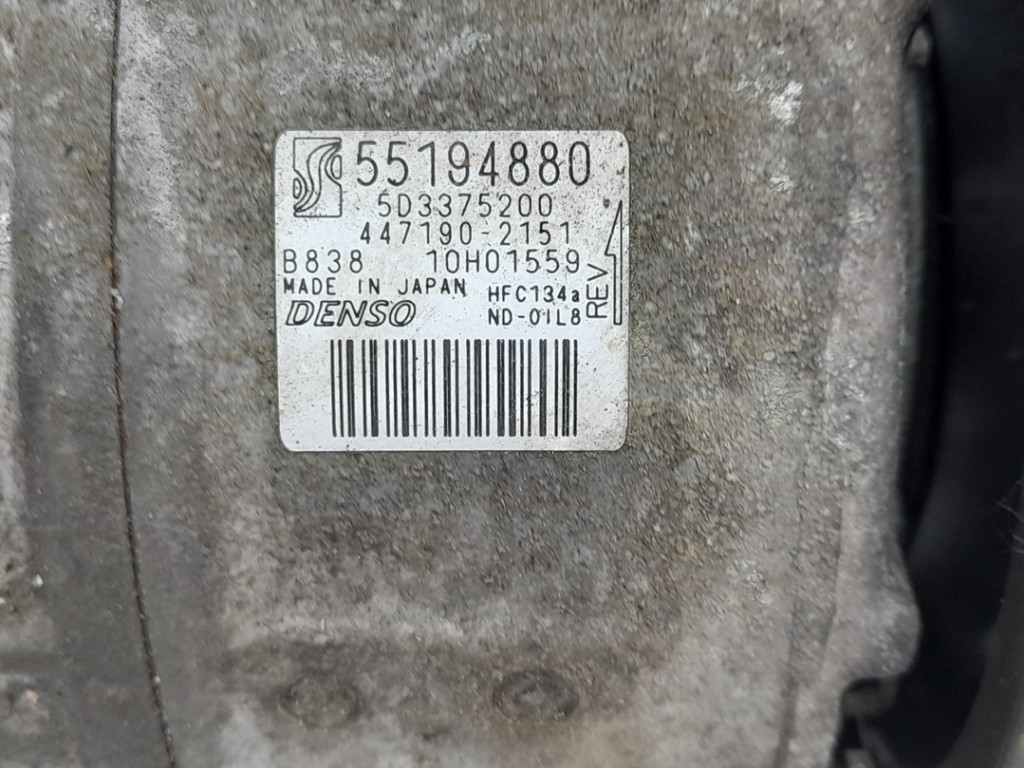 55194880
5D3375200
447190-2151
B838 10H01559
MADE IN JAPAN HFC134a
DENSO ND-OIL8
REV